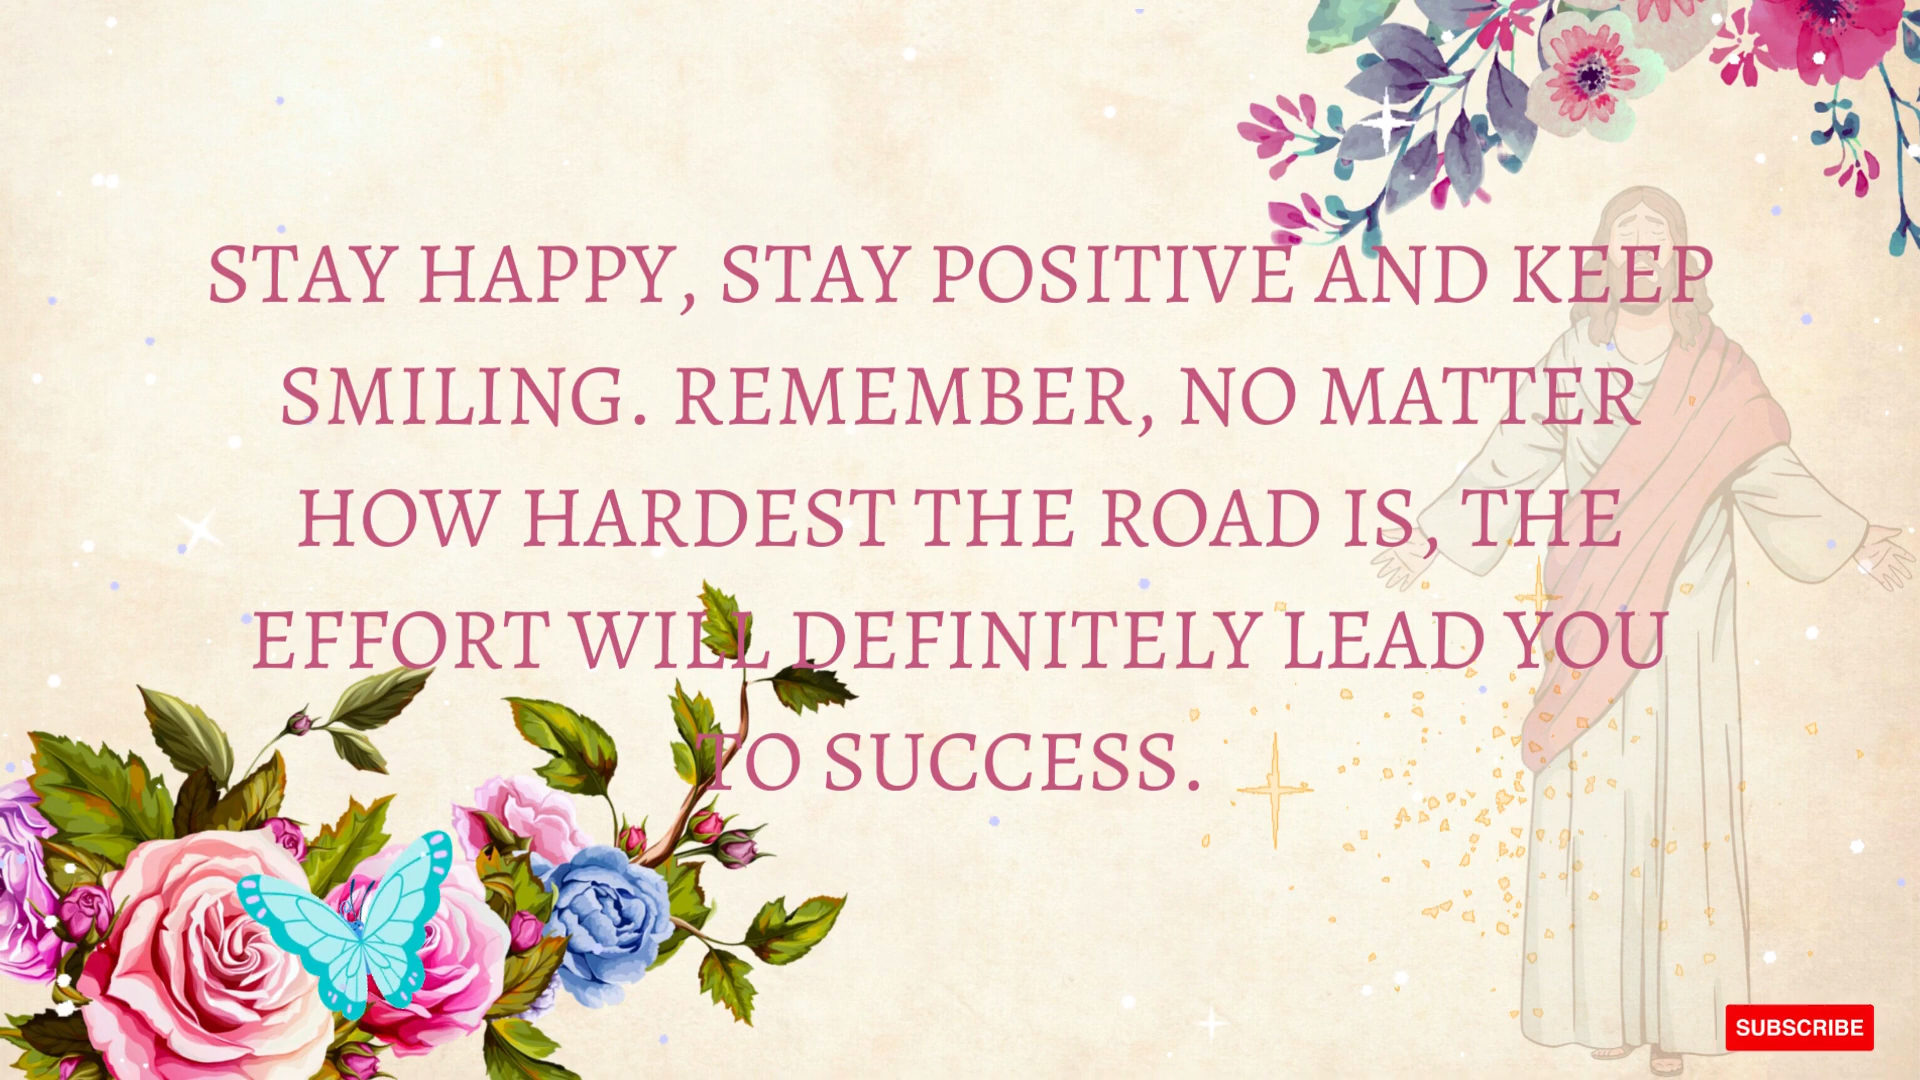 STAY HAPPY, STAY POSITIVE AND KEEP
SMILING. REMEMBER, NO MATTER
HOW HARDEST THE ROAD IS, THE
EFFORT WILL DEFINITELY LEAD YOU
TO SUCCESS.
SUBSCRIBE